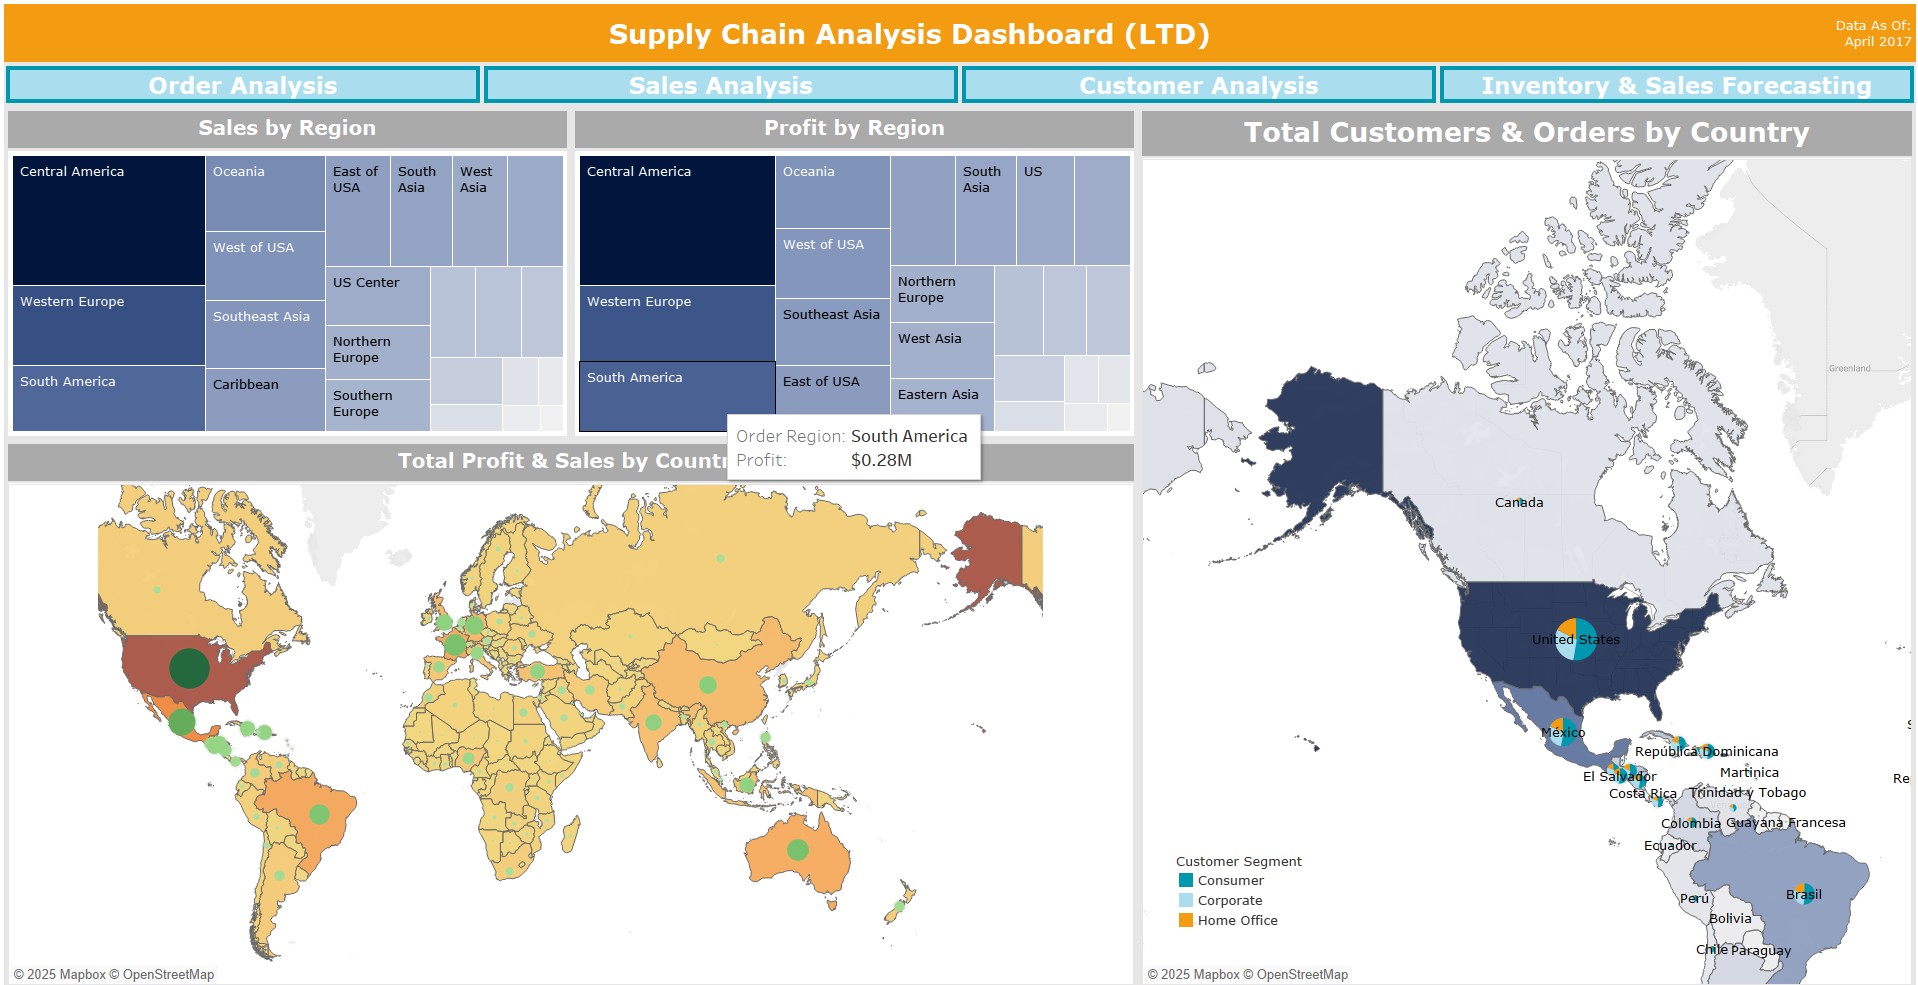 Supply Chain Analysis Dashboard (LTD)
Data As Of:
April 2017
Order Analysis
Sales Analysis
Customer Analysis
Inventory & Sales Forecasting
Sales by Region
Central America
Western Europe
South America
Oceania
West of USA
Southeast Asia
Caribbean
East of
USA
South
Asia
West
Asia
US Center
Northern
Europe
Southern
Europe
Profit by Region
Central America
Western Europe
South America
Oceania
West of USA
Southeast Asia
East of USA
South
Asia
US
Northern
Europe
West Asia
Eastern Asia
Order Region: South America
Profit: $0.28M
Total Profit & Sales by Countr
© 2025 Mapbox © OpenStreetMap
Total Customers & Orders by Country
Greenland
Canada
United States
México
República Dominicana
El Salvador
Martinica
Costa Rica
Trinidad y Tobago
Colombia
Guayana Francesa
Ecuador
Perú
Brasil
Bolivia
Chile
Paraguay
S
Re
Customer Segment
Consumer
Corporate
Home Office
© 2025 Mapbox © OpenStreetMap